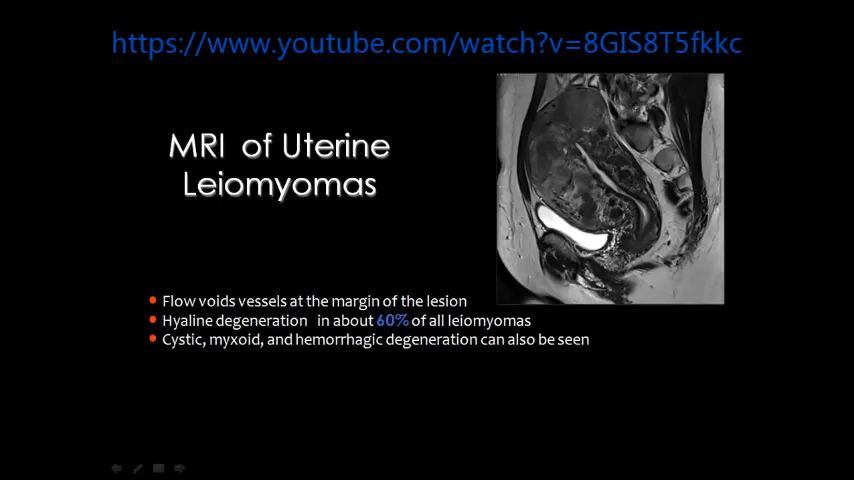 https://www.youtube.com/watch?v=8GIS8T5fkkc
MRI of Uterine
Leiomyomas
• Flow voids vessels at the margin of the lesion
• Hyaline degeneration in about 60% of all leiomyomas
• Cystic, myxoid, and hemorrhagic degeneration can also be seen